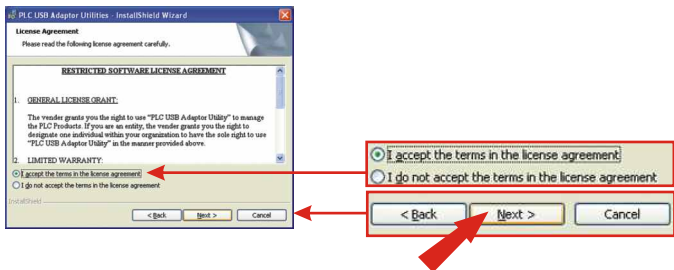 PLC USB Adaptor Utilities - InstallShield Wizard
License Agreement
Please read the following license agreement carefully.
RESTRICTED SOFTWARE LICENSE AGREEMENT
1. GENERAL LICENSE GRANT:
The vender grants you the right to use "PLC USB Adaptor Utility" to manage
the PLC Products. If you are an entity, the vender grants you the right to
designate one individual within your organization to have the sole right to use
"PLC USB Adaptor Utility" in the manner provided above.
2. LIMITED WARRANTY:
I accept the terms in the license agreement
I do not accept the terms in the license agreement
InstallShield
< Back Next > Cancel
I accept the terms in the license agreement
I do not accept the terms in the license agreement
< Back Next > Cancel